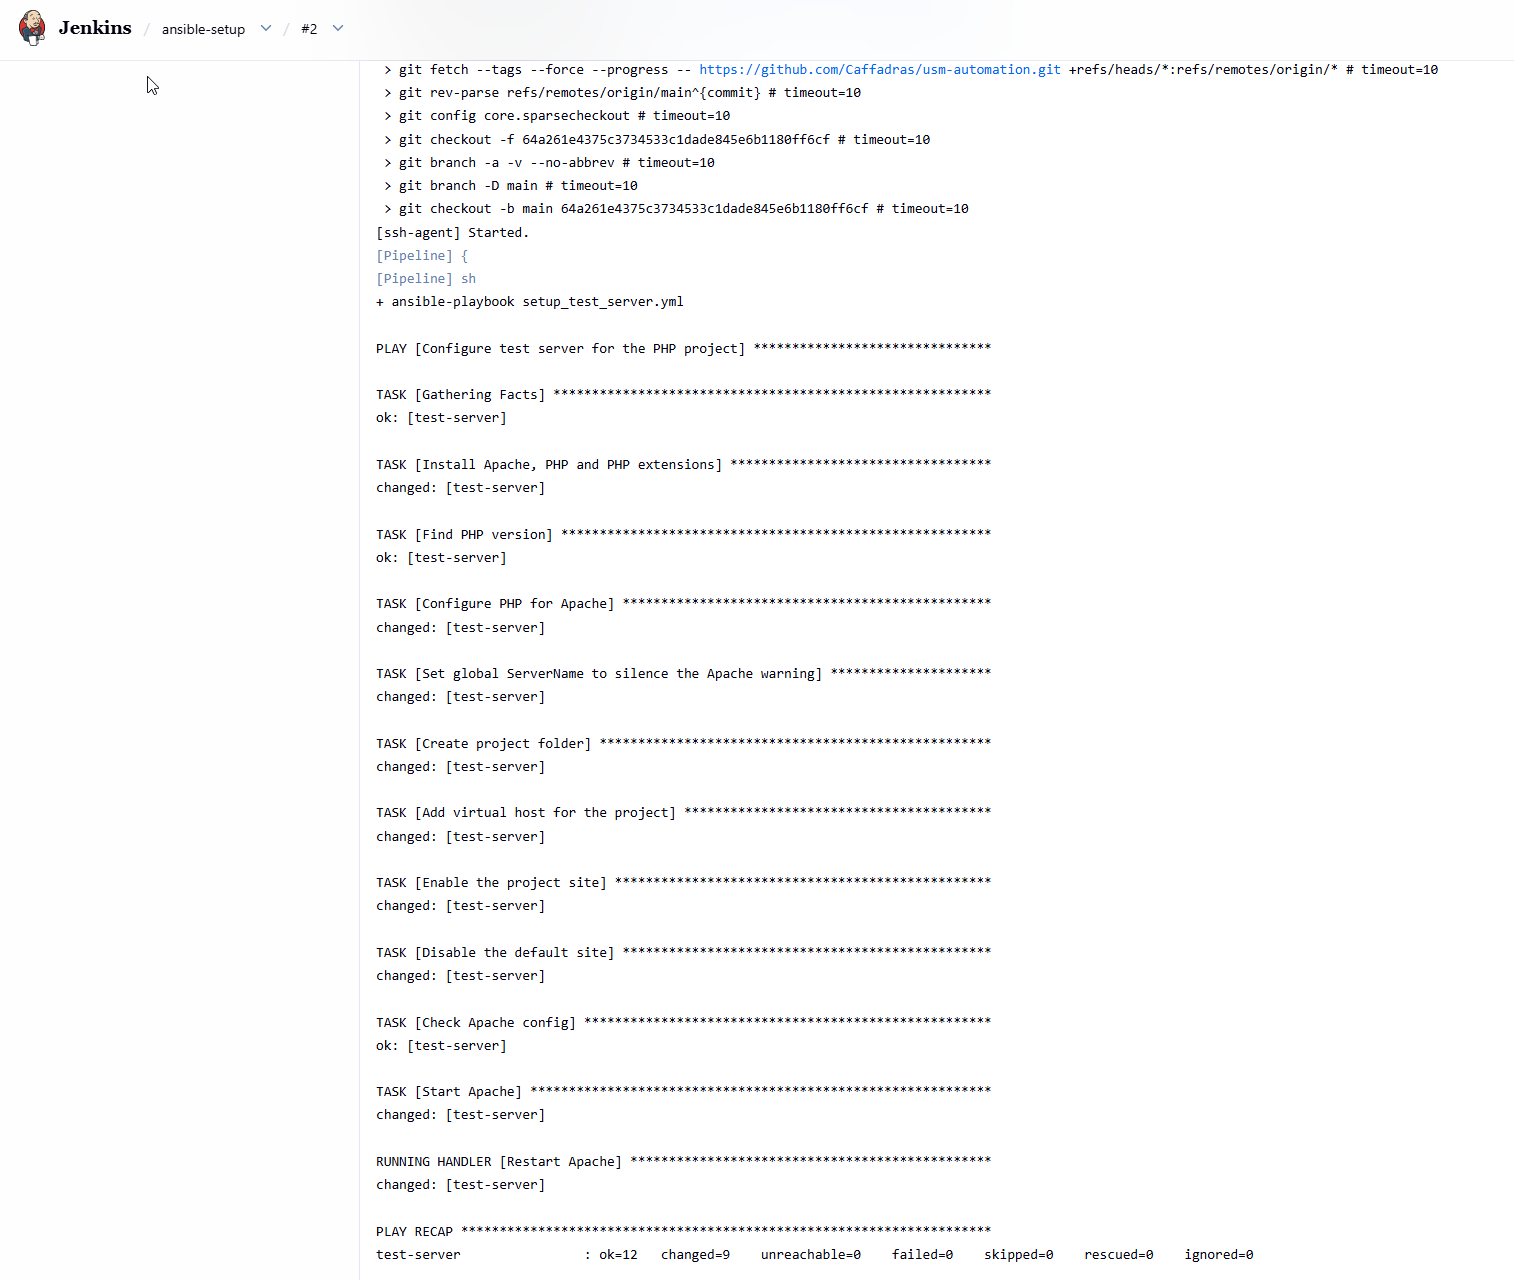 Jenkins / ansible-setup / #2
> git fetch --tags --force --progress -- https://github.com/Caffadras/usm-automation.git +refs/heads/*:refs/remotes/origin/* # timeout=10
> git rev-parse refs/remotes/origin/main^{commit} # timeout=10
> git config core.sparsecheckout # timeout=10
> git checkout -f 64a261e4375c3734533c1dade845e6b1180ff6cf # timeout=10
> git branch -a -v --no-abbrev # timeout=10
> git branch -D main # timeout=10
> git checkout -b main 64a261e4375c3734533c1dade845e6b1180ff6cf # timeout=10
[ssh-agent] Started.
[Pipeline] {
[Pipeline] sh
+ ansible-playbook setup_test_server.yml
PLAY [Configure test server for the PHP project] *******************************
TASK [Gathering Facts] *********************************************************
ok: [test-server]
TASK [Install Apache, PHP and PHP extensions] **********************************
changed: [test-server]
TASK [Find PHP version] ********************************************************
ok: [test-server]
TASK [Configure PHP for Apache] ************************************************
changed: [test-server]
TASK [Set global ServerName to silence the Apache warning] *********************
changed: [test-server]
TASK [Create project folder] ***************************************************
changed: [test-server]
TASK [Add virtual host for the project] ****************************************
changed: [test-server]
TASK [Enable the project site] *************************************************
changed: [test-server]
TASK [Disable the default site] ************************************************
changed: [test-server]
TASK [Check Apache config] *****************************************************
ok: [test-server]
TASK [Start Apache] ************************************************************
changed: [test-server]
RUNNING HANDLER [Restart Apache] ***********************************************
changed: [test-server]
PLAY RECAP *********************************************************************
test-server                : ok=12   changed=9    unreachable=0    failed=0    skipped=0    rescued=0    ignored=0